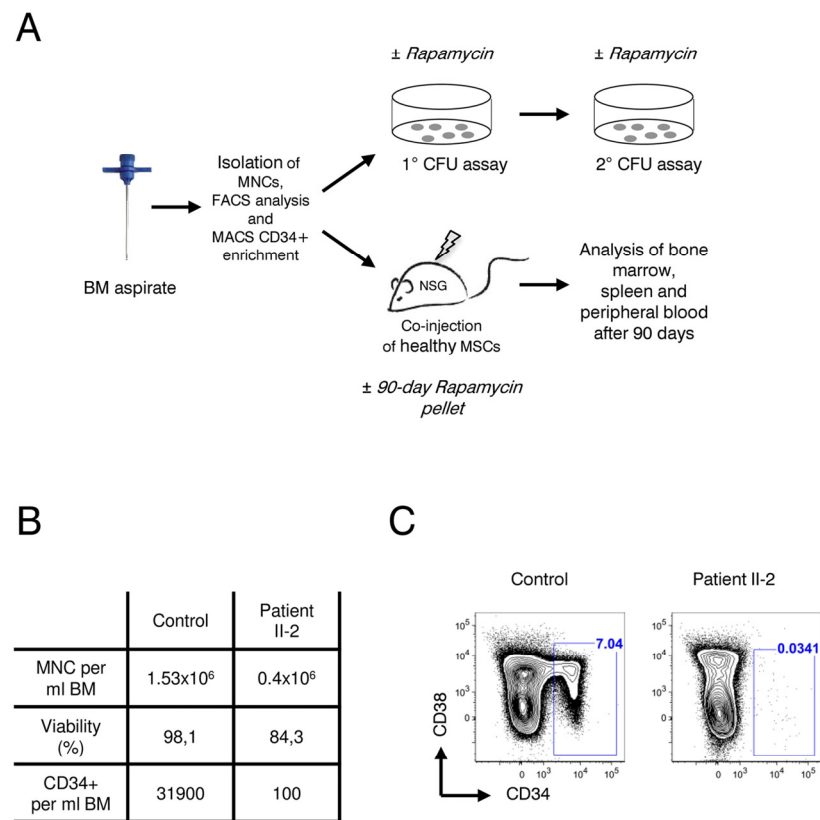 A
± Rapamycin
± Rapamycin
1° CFU assay
2° CFU assay
BM aspirate
Isolation of
MNCs,
FACS analysis
and
MACS CD34+
enrichment
NSG
Co-injection
of healthy MSCs
± 90-day Rapamycin
pellet
Analysis of bone
marrow,
spleen and
peripheral blood
after 90 days
B
Control
Patient
II-2
MNC per
ml BM
1.53x10⁶
0.4x10⁶
Viability
(%)
98,1
84,3
CD34+
per ml BM
31900
100
C
Control
Patient II-2
10⁵
10⁴
10³
0
7.04
0 10³ 10⁴ 10⁵
10⁵
10⁴
10³
0
0.0341
0 10³ 10⁴ 10⁵
CD38
CD34